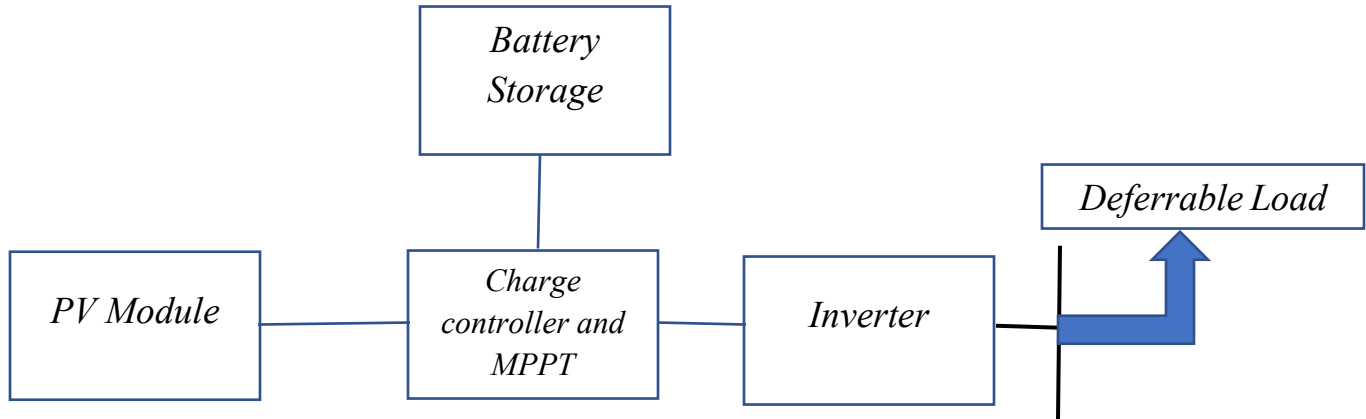 Battery
Storage
Deferrable Load
PV Module
Charge
controller and
MPPT
Inverter